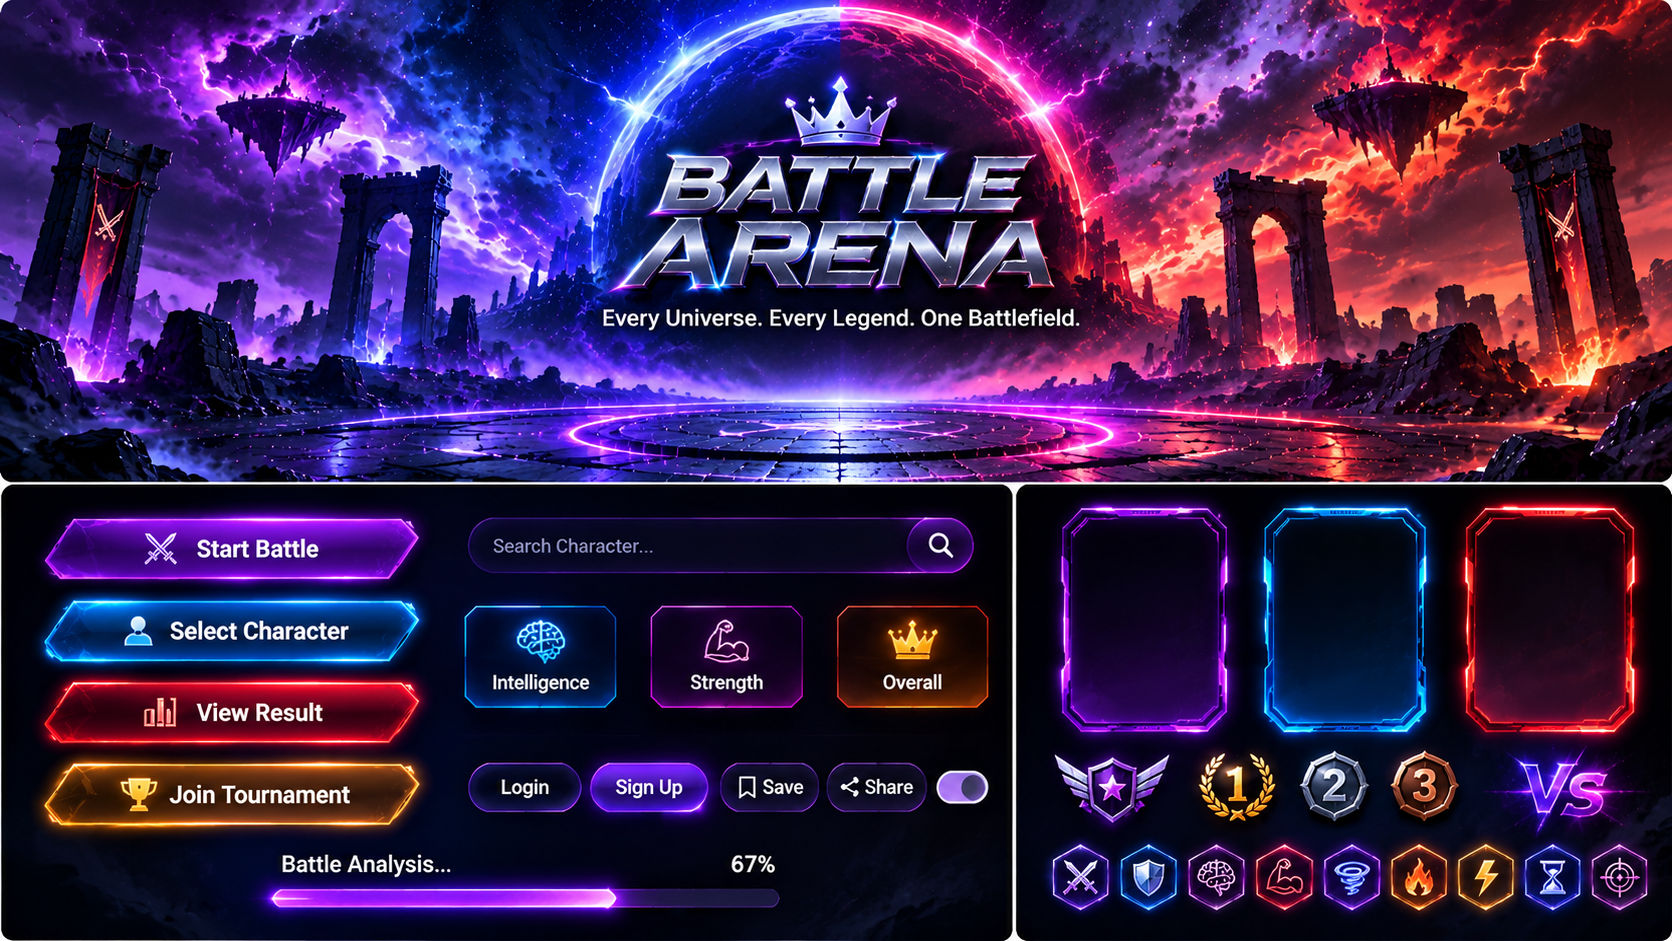 BATTLE
ARENA
Every Universe. Every Legend. One Battlefield.
Start Battle
Select Character
View Result
Join Tournament
Search Character...
Intelligence
Strength
Overall
Login
Sign Up
Save
Share
Battle Analysis...
67%
1
2
3
VS